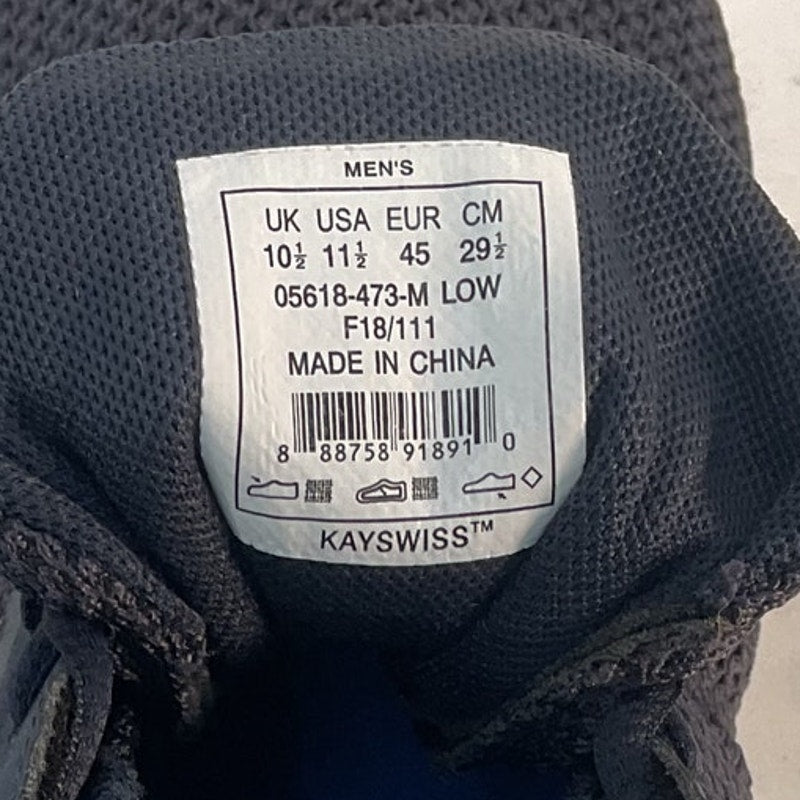 MEN'S
UK USA EUR CM
10½ 11½ 45 29½
05618-473-M LOW
F18/111
MADE IN CHINA
8 88758 91891 0
KAYSWISS™